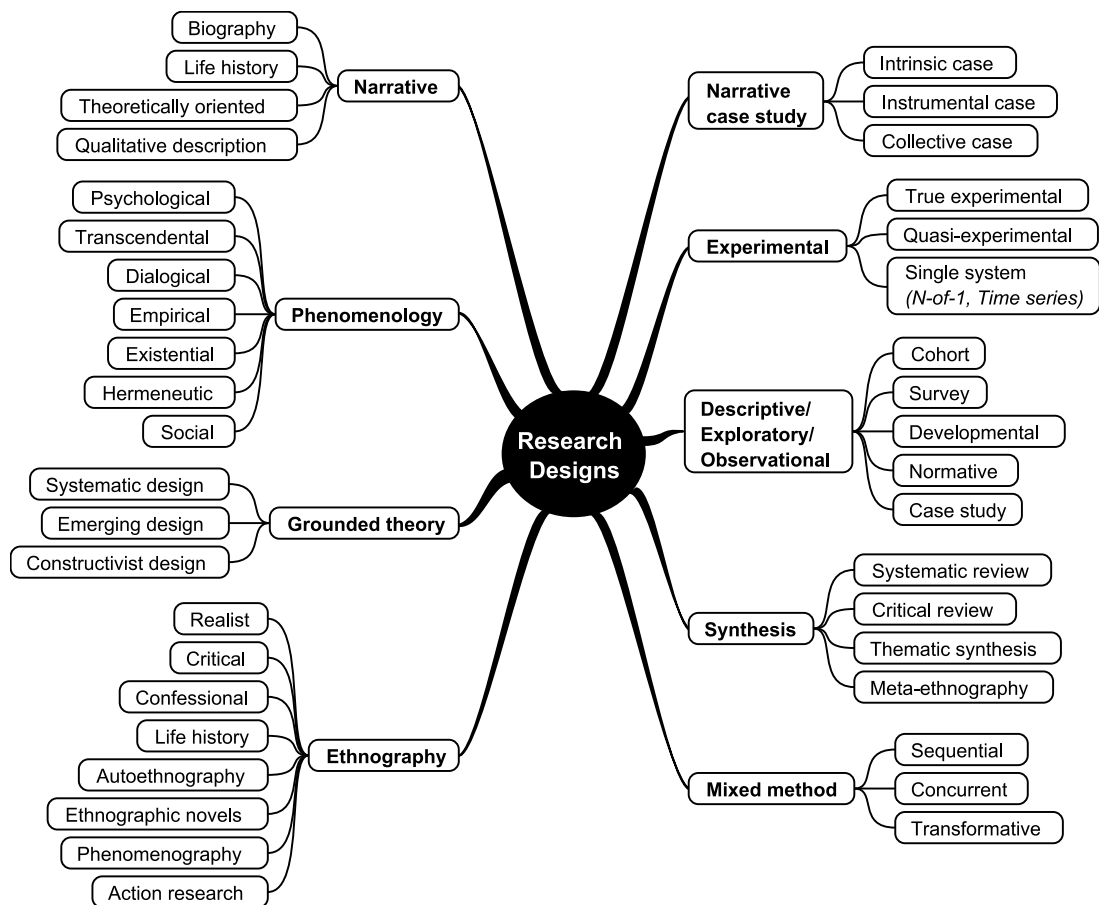 Research
Designs
Narrative
Biography
Life history
Theoretically oriented
Qualitative description
Phenomenology
Psychological
Transcendental
Dialogical
Empirical
Existential
Hermeneutic
Social
Grounded theory
Systematic design
Emerging design
Constructivist design
Ethnography
Realist
Critical
Confessional
Life history
Autoethnography
Ethnographic novels
Phenomenography
Action research
Narrative
case study
Intrinsic case
Instrumental case
Collective case
Experimental
True experimental
Quasi-experimental
Single system
(N-of-1, Time series)
Descriptive/
Exploratory/
Observational
Cohort
Survey
Developmental
Normative
Case study
Synthesis
Systematic review
Critical review
Thematic synthesis
Meta-ethnography
Mixed method
Sequential
Concurrent
Transformative